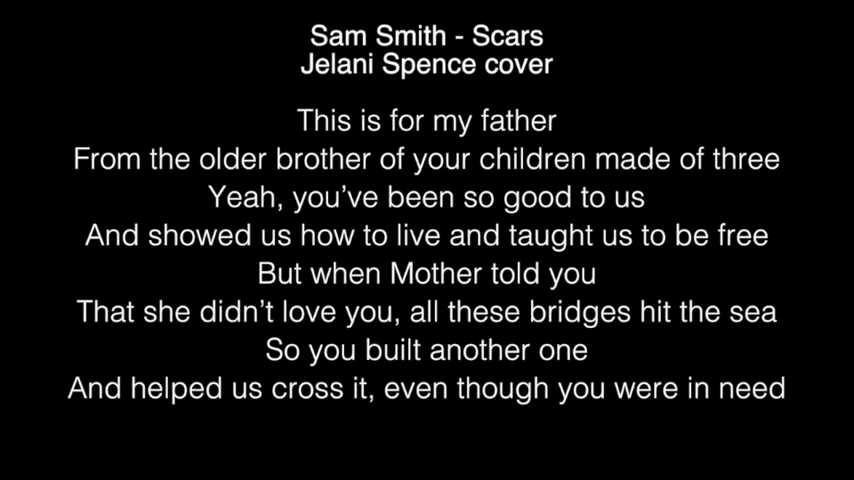 Sam Smith - Scars
Jelani Spence cover
This is for my father
From the older brother of your children made of three
Yeah, you've been so good to us
And showed us how to live and taught us to be free
But when Mother told you
That she didn't love you, all these bridges hit the sea
So you built another one
And helped us cross it, even though you were in need